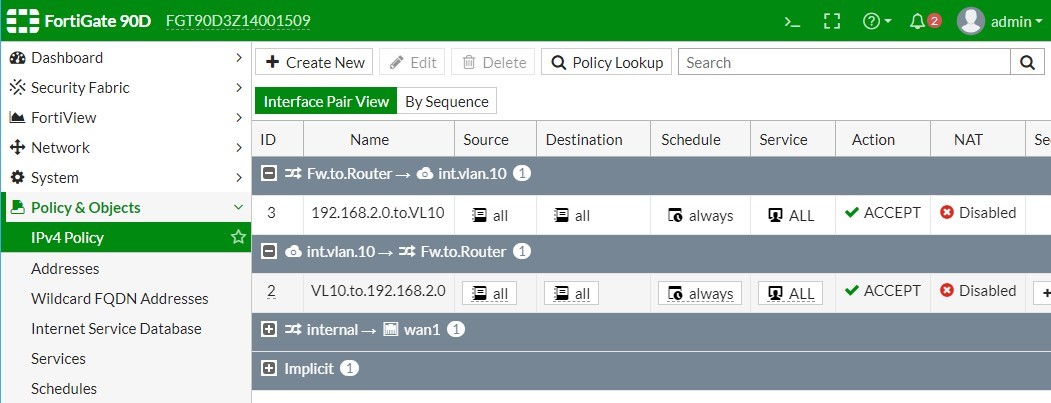 FortiGate 90D FGT90D3Z14001509 >_ 2 admin
Dashboard
Security Fabric
FortiView
Network
System
Policy & Objects
IPv4 Policy
Addresses
Wildcard FQDN Addresses
Internet Service Database
Services
Schedules
+ Create New Edit Delete Policy Lookup Search
Interface Pair View By Sequence
ID Name Source Destination Schedule Service Action NAT Se
Fw.to.Router → int.vlan.10 1
3 192.168.2.0.to.VL10 all all always ALL ACCEPT Disabled
int.vlan.10 → Fw.to.Router 1
2 VL10.to.192.168.2.0 all all always ALL ACCEPT Disabled +
internal → wan1 1
Implicit 1